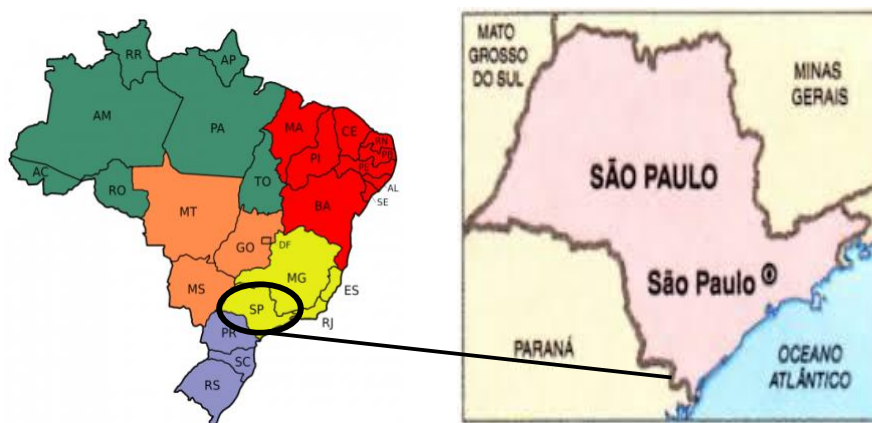 RR
AP
AM
PA
MA
CE
RN
PB
PI
PE
AC
TO
AL
RO
SE
BA
MT
GO
DF
MG
MS
ES
SP
RJ
PR
SC
RS
MATO
GROSSO
DO SUL
MINAS
GERAIS
SÃO PAULO
São Paulo
PARANÁ
OCEANO
ATLÂNTICO